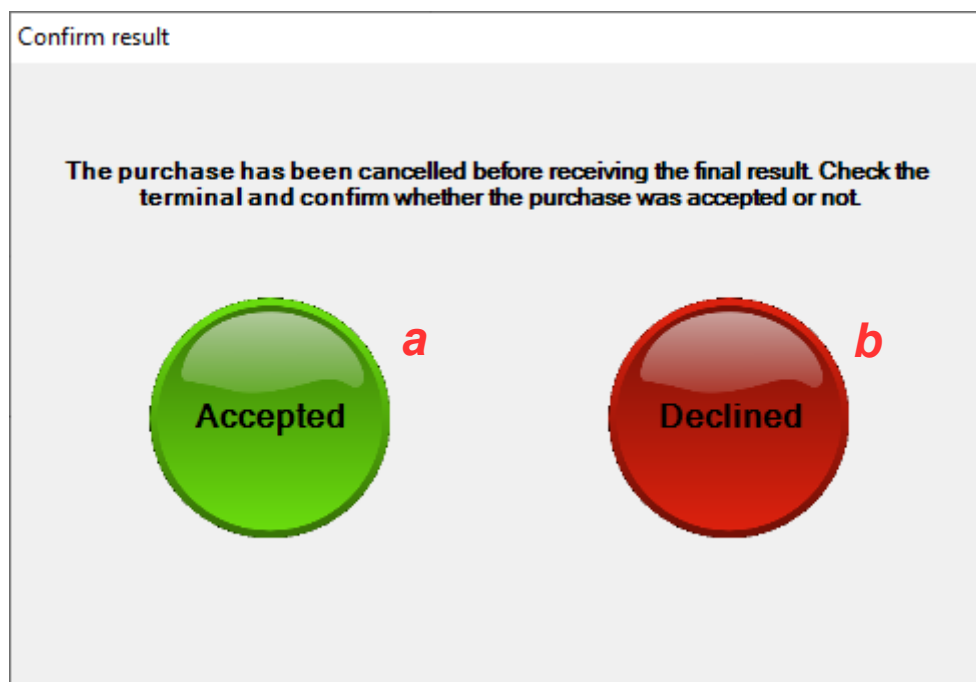 Confirm result
The purchase has been cancelled before receiving the final result. Check the
terminal and confirm whether the purchase was accepted or not.
a
b
Accepted
Declined